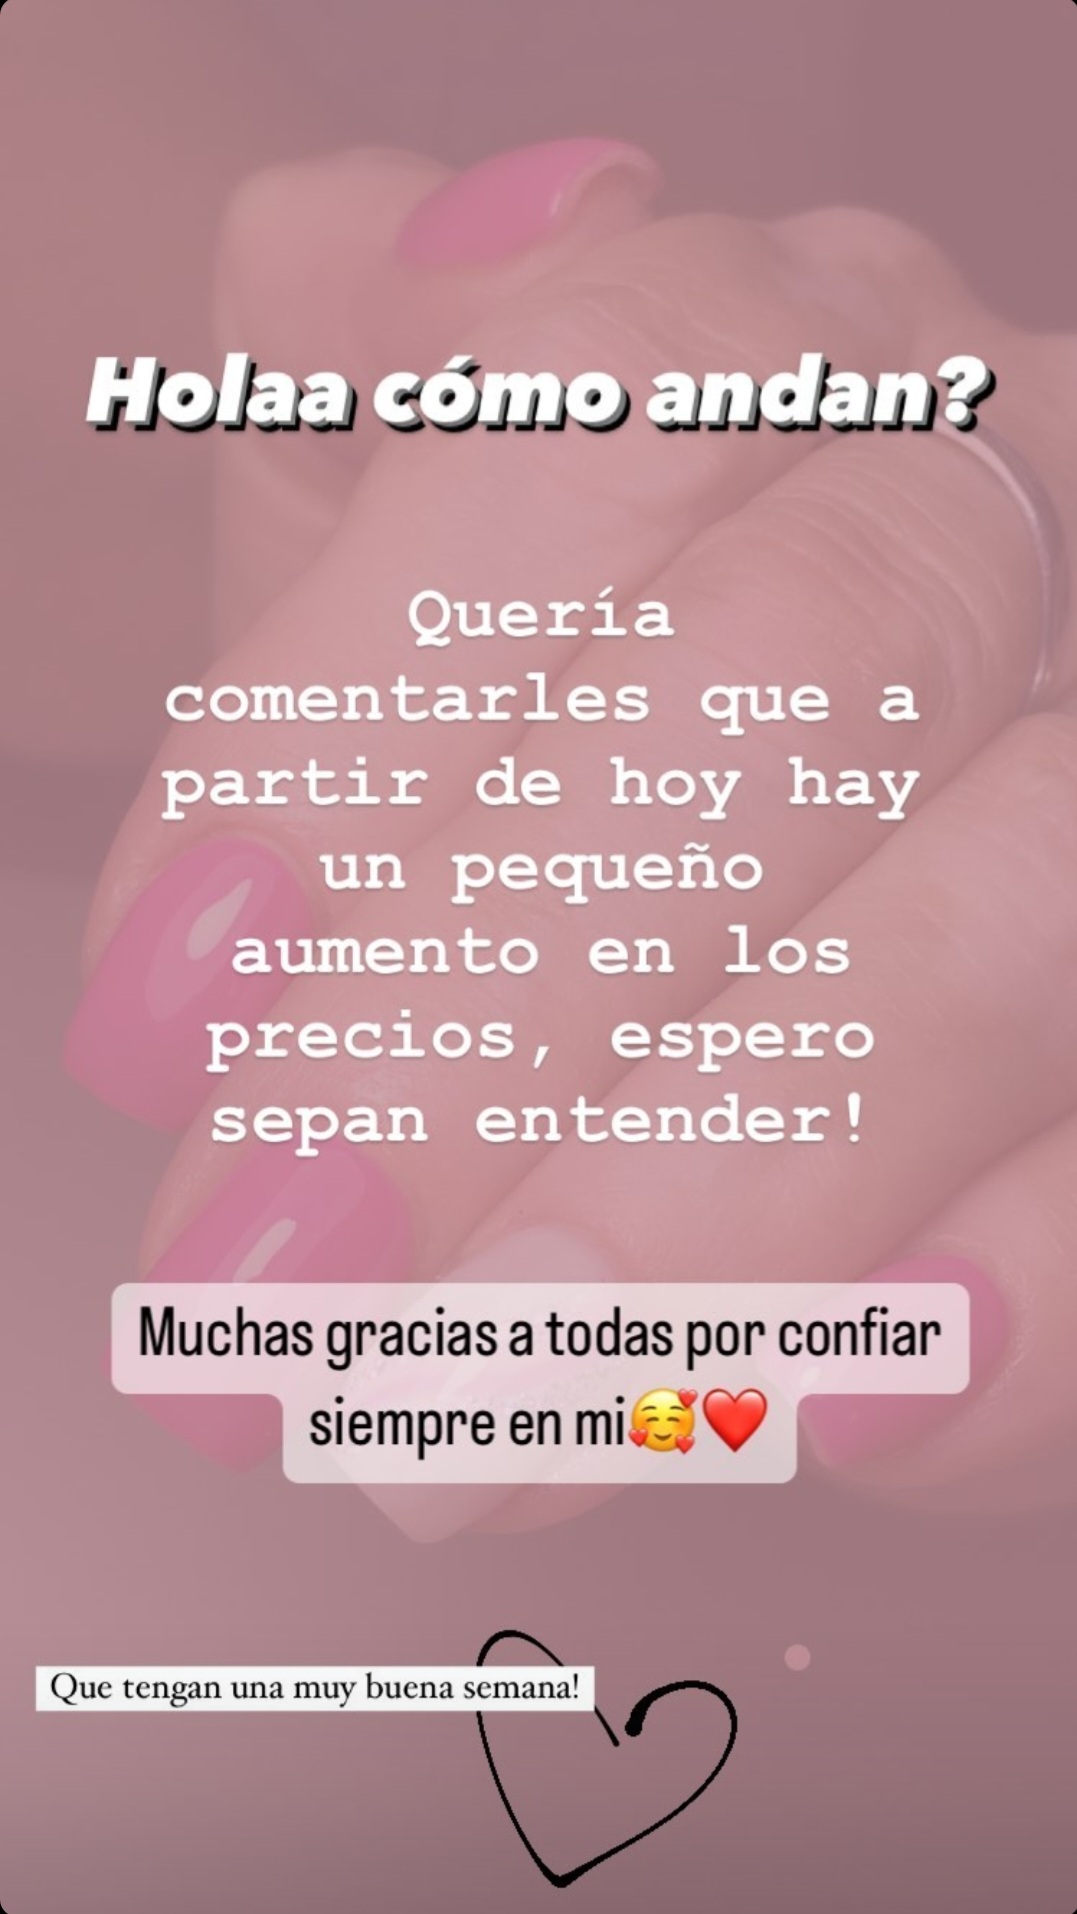 Holaa cómo andan?
Quería
comentarles que a
partir de hoy hay
un pequeño
aumento en los
precios, espero
sepan entender!
Muchas gracias a todas por confiar
siempre en mi🥰❤️
Que tengan una muy buena semana!